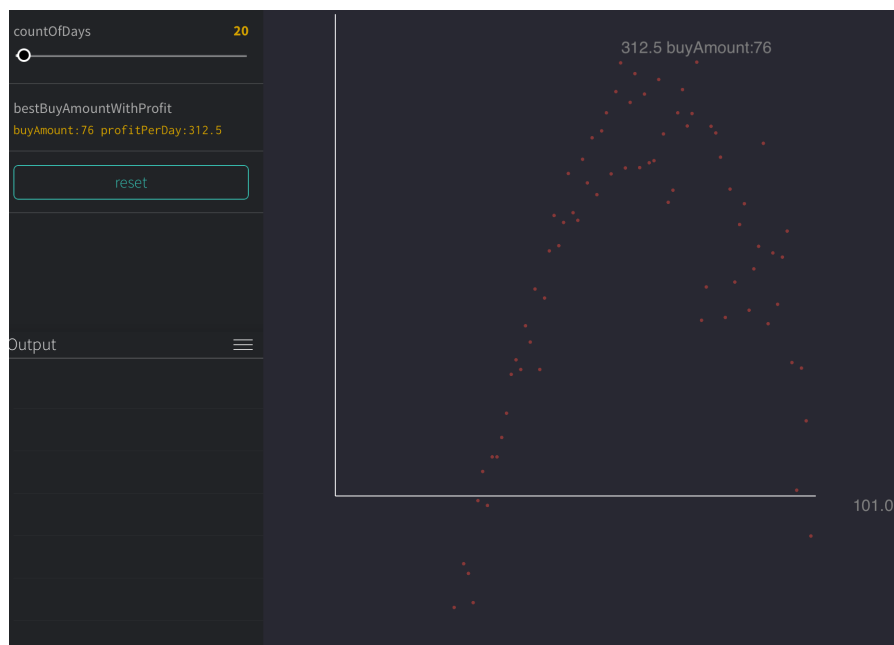 countOfDays 20
bestBuyAmountWithProfit
buyAmount:76 profitPerDay:312.5
reset
Output
312.5 buyAmount:76
101.0